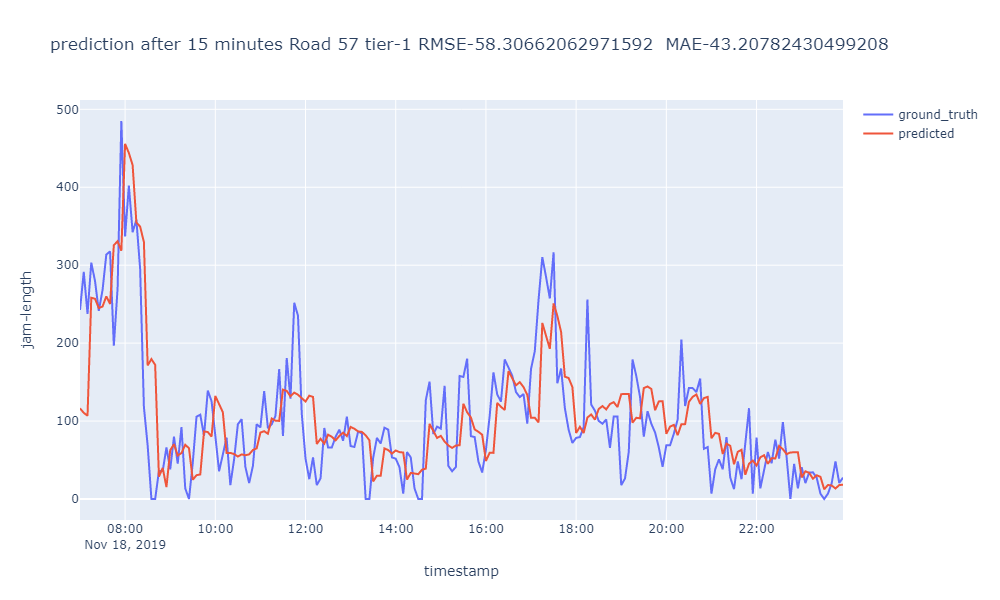 prediction after 15 minutes Road 57 tier-1 RMSE-58.30662062971592  MAE-43.20782430499208
ground_truth
predicted
jam-length
500
400
300
200
100
0
08:00 10:00 12:00 14:00 16:00 18:00 20:00 22:00
Nov 18, 2019
timestamp